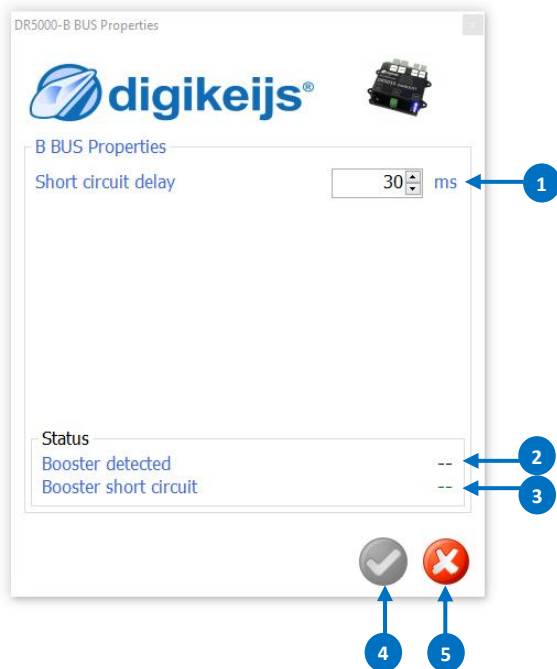 DR5000-B BUS Properties
x
digikeijs®
B BUS Properties
Short circuit delay 30 ms 1
Status
Booster detected -- 2
Booster short circuit -- 3
4 5